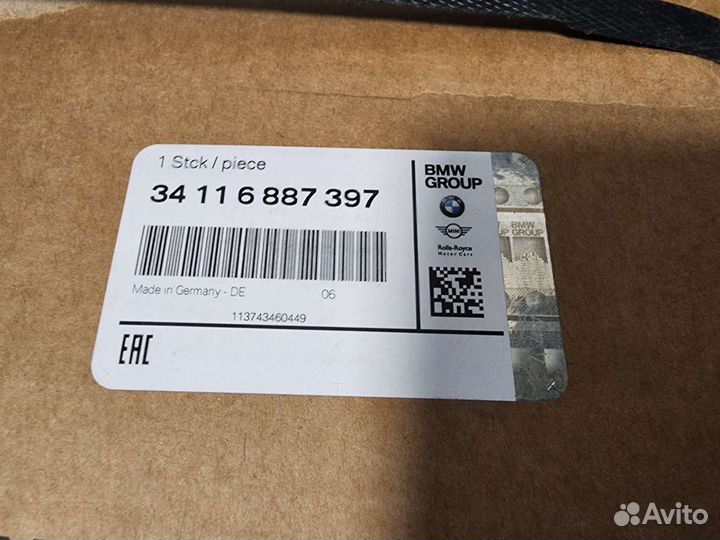 1 Stck / piece
34 11 6 887 397
Made in Germany - DE 06
113743460449
EAC
BMW
GROUP
MINI
Rolls-Royce
Motor Cars
BMW
GROUP
Avito